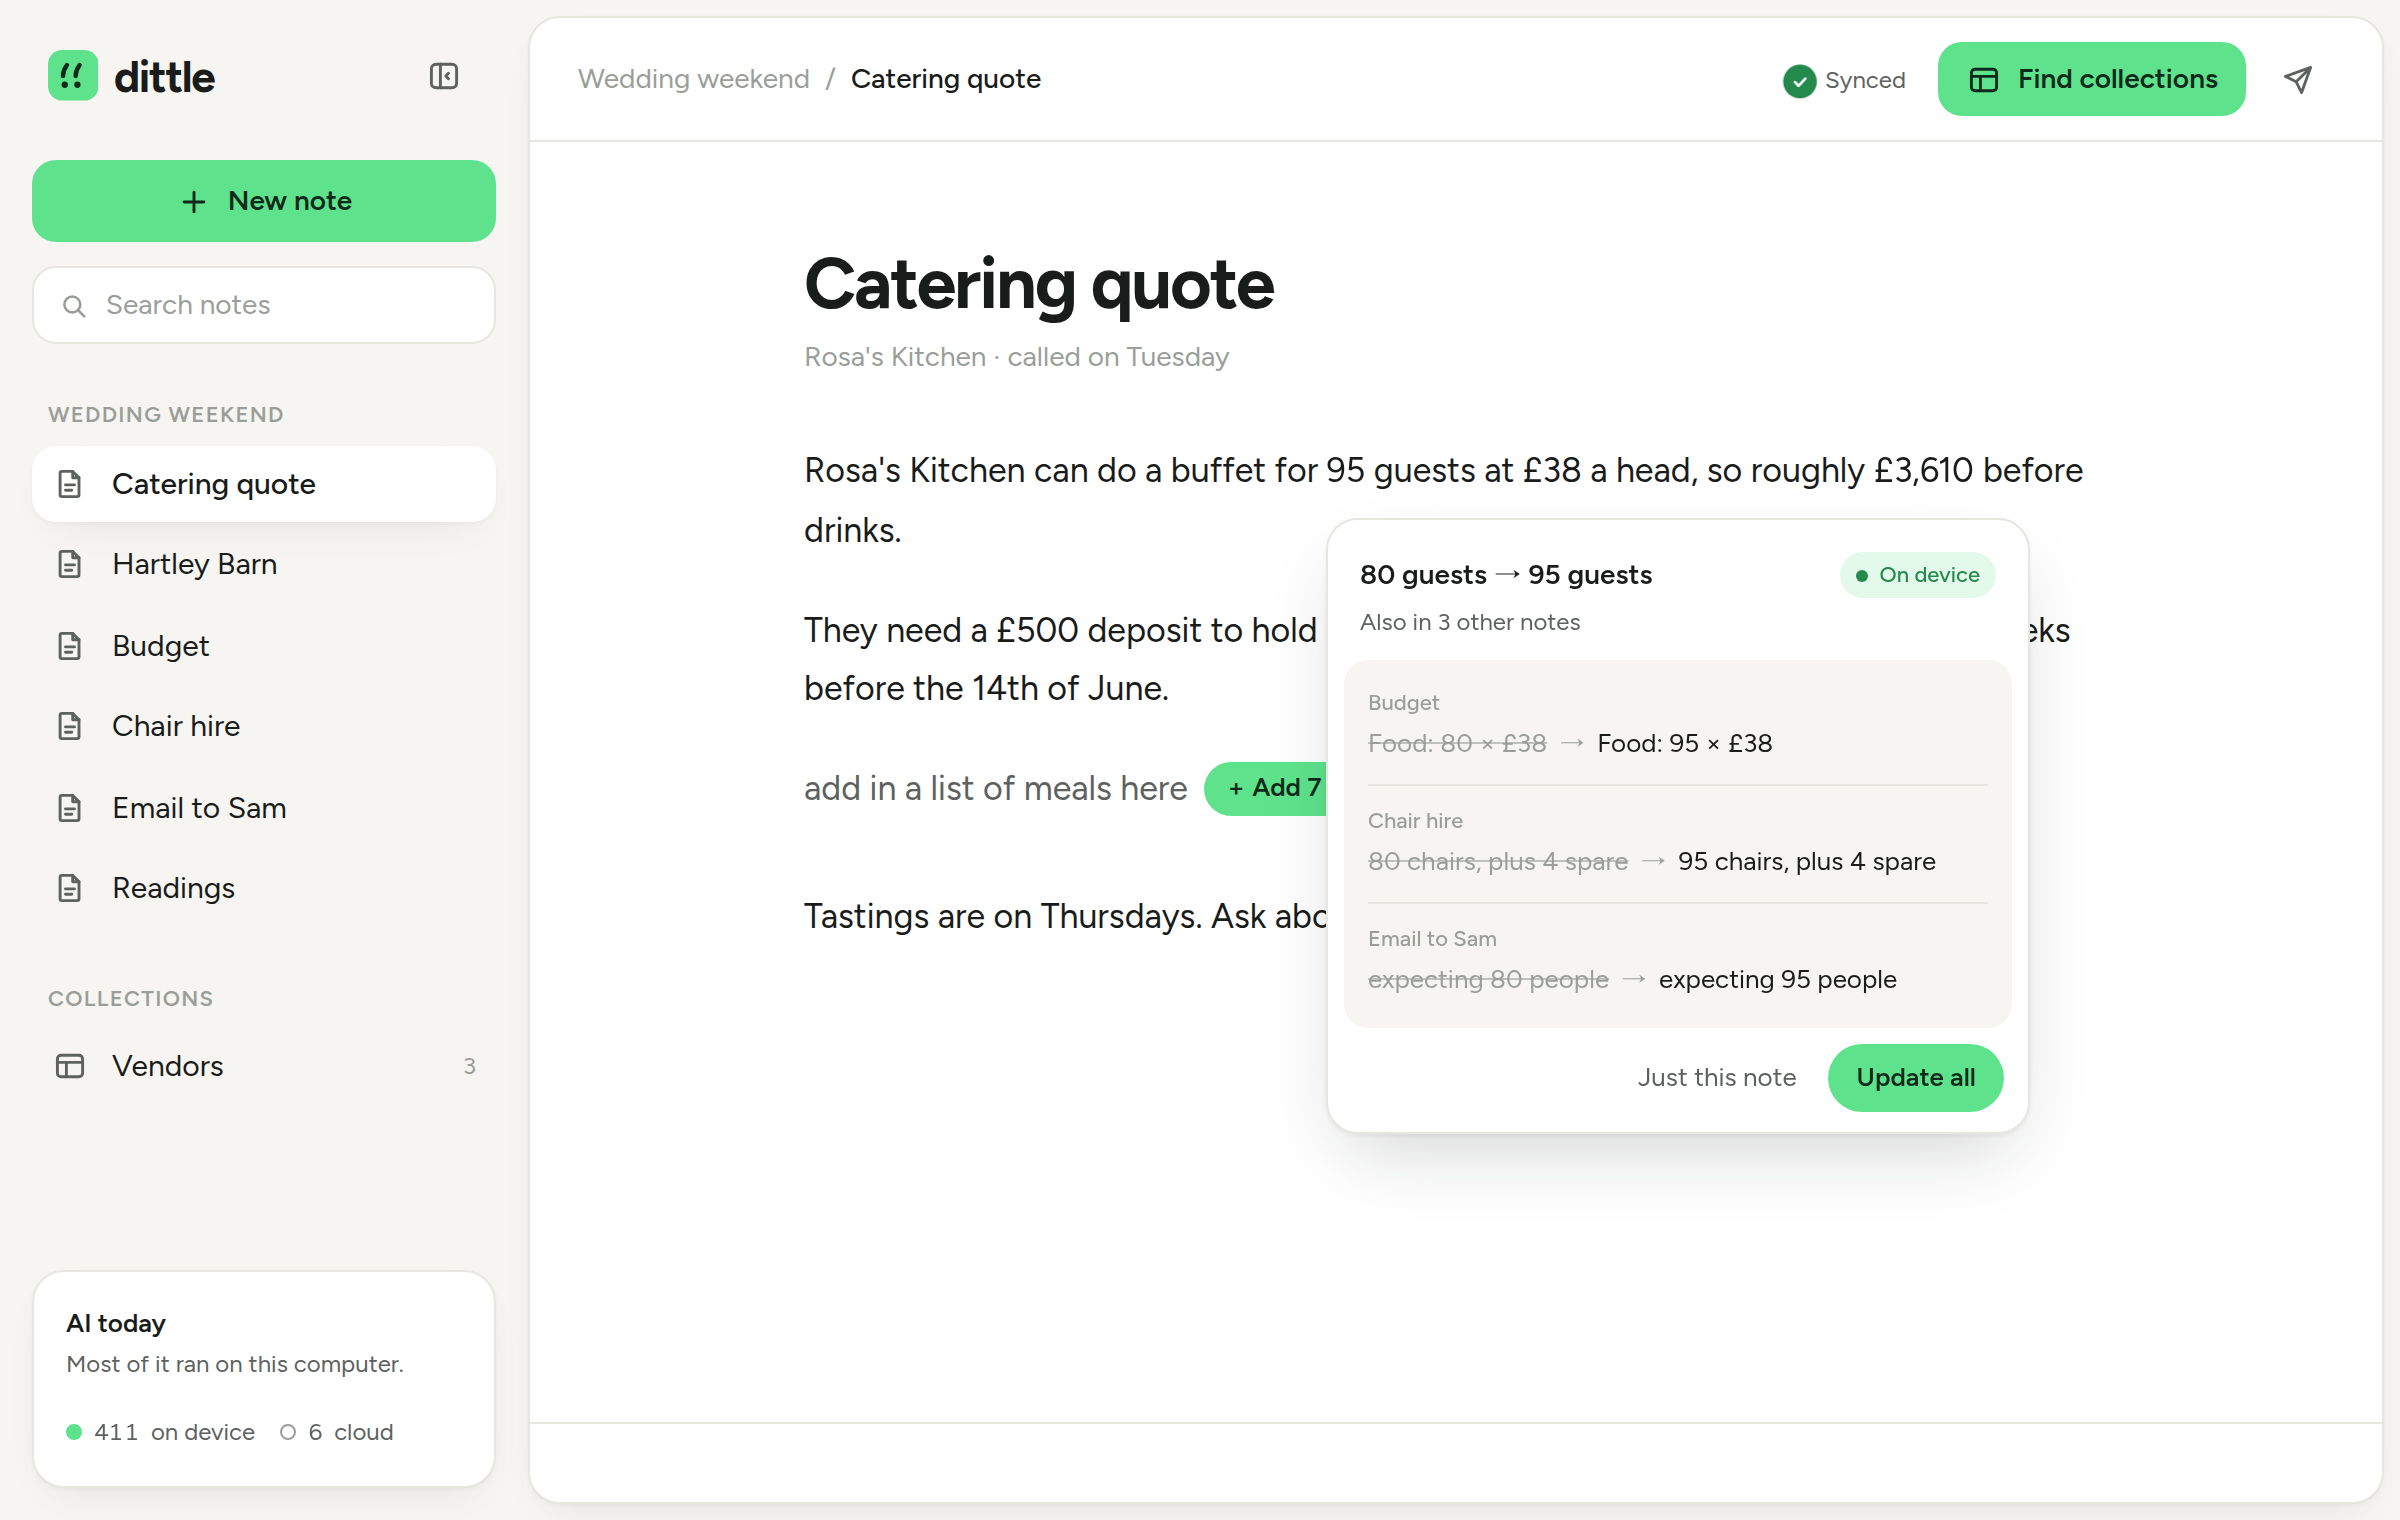 dittle
New note
Search notes
WEDDING WEEKEND
Catering quote
Hartley Barn
Budget
Chair hire
Email to Sam
Readings
COLLECTIONS
Vendors 3
AI today
Most of it ran on this computer.
411 on device 6 cloud
Wedding weekend / Catering quote
Synced
Find collections
Catering quote
Rosa's Kitchen · called on Tuesday
Rosa's Kitchen can do a buffet for 95 guests at £38 a head, so roughly £3,610 before
drinks.
They need a £500 deposit to hold
before the 14th of June.
add in a list of meals here + Add 7
Tastings are on Thursdays. Ask
80 guests → 95 guests
On device
Also in 3 other notes
Budget
Food: 80 × £38 → Food: 95 × £38
Chair hire
80 chairs, plus 4 spare → 95 chairs, plus 4 spare
Email to Sam
expecting 80 people → expecting 95 people
Just this note
Update all